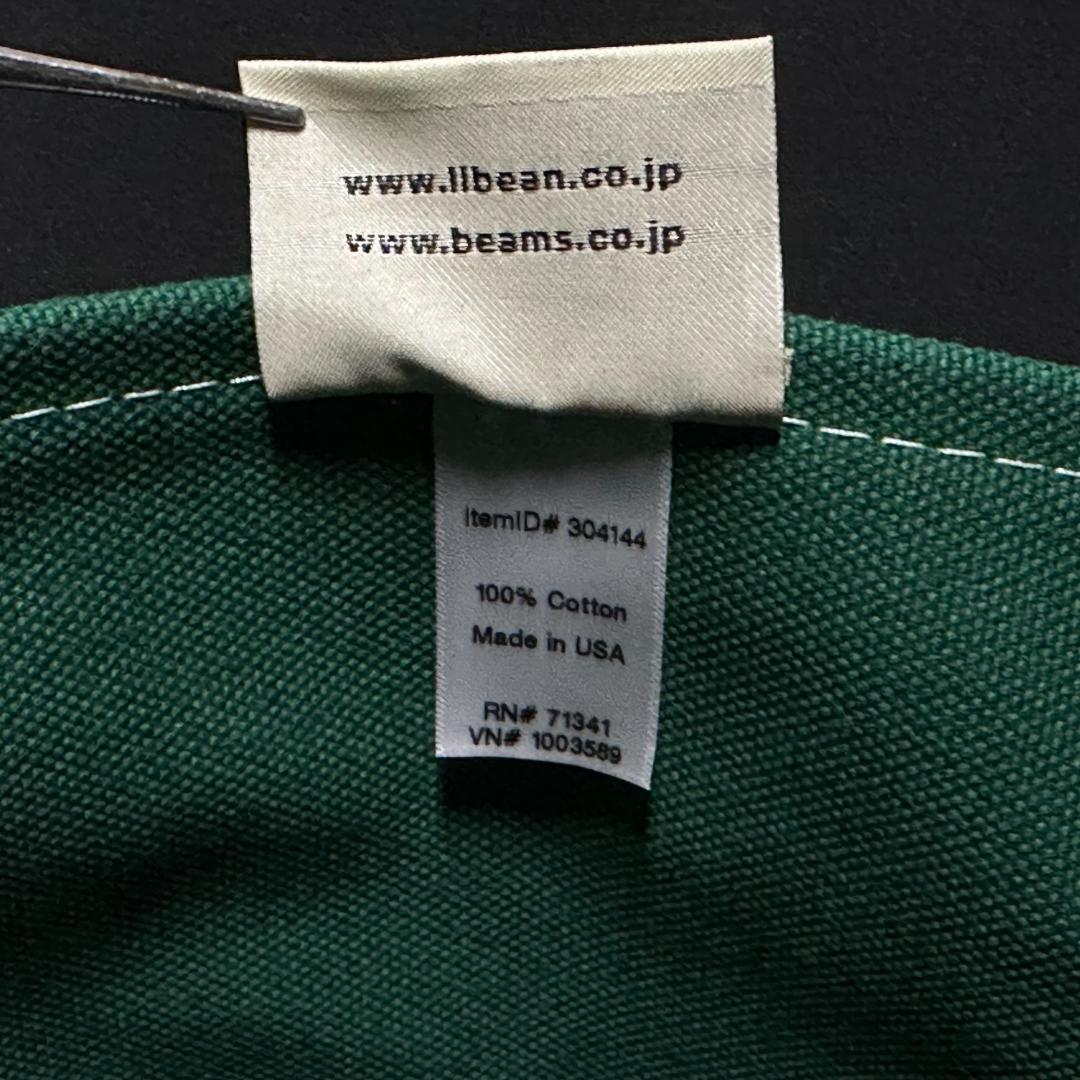 www.llbean.co.jp
www.beams.co.jp
ItemID# 304144
100% Cotton
Made in USA
RN# 71341
VN# 1003589